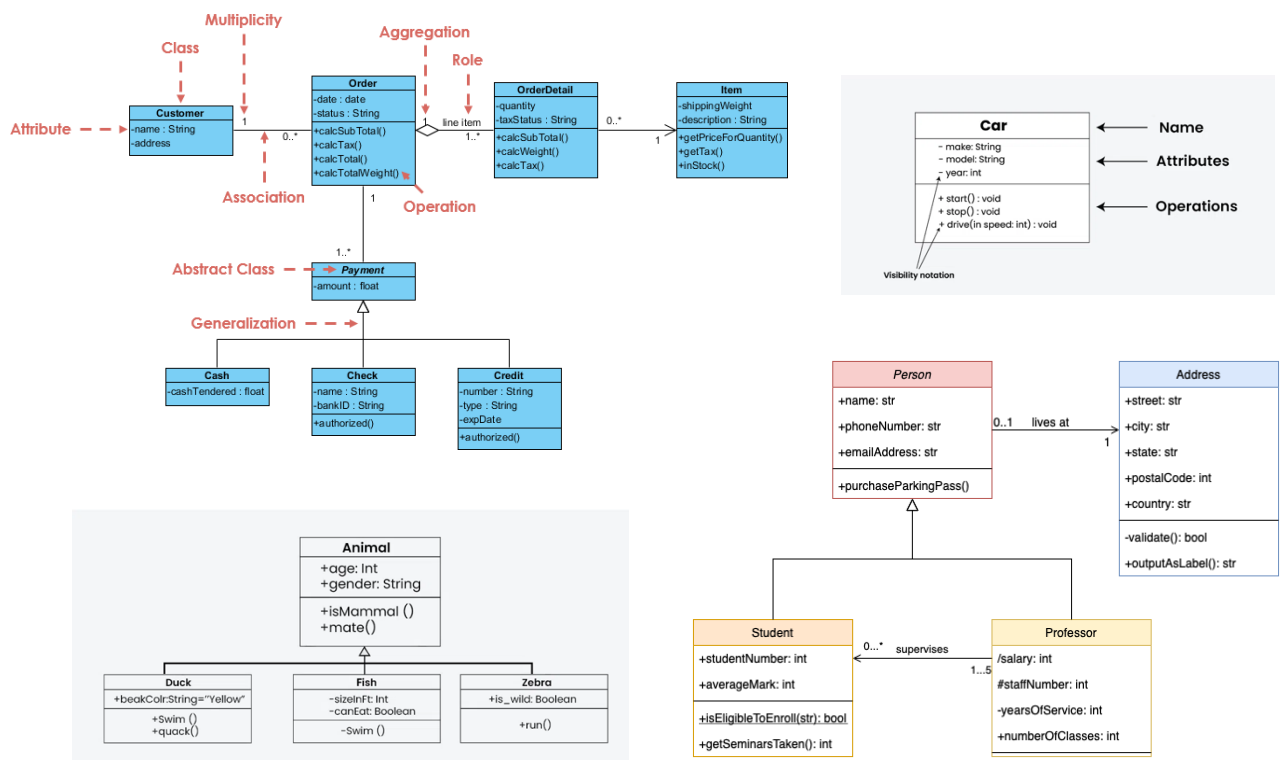 Multiplicity
Class
Aggregation
Role
Attribute
Customer
-name : String
-address
1
0..*
Association
Order
-date : date
-status : String
+calcSubTotal()
+calcTax()
+calcTotal()
+calcTotalWeight()
Operation
1
line item
1..*
OrderDetail
-quantity
-taxStatus : String
+calcSubTotal()
+calcWeight()
+calcTax()
0..*
1
Item
-shippingWeight
-description : String
+getPriceForQuantity()
+getTax()
+inStock()
1
1..*
Abstract Class
Payment
-amount : float
Generalization
Cash
-cashTendered : float
Check
-name : String
-bankID : String
+authorized()
Credit
-number : String
-type : String
-expDate
+authorized()
Car
- make: String
- model: String
- year: int
+ start() : void
+ stop() : void
+ drive(in speed: int) : void
Name
Attributes
Operations
Visibility notation
Animal
+age: Int
+gender: String
+isMammal ()
+mate()
Duck
+beakColr:String="Yellow"
+Swim ()
+quack()
Fish
-sizeInFt: Int
-canEat: Boolean
-Swim ()
Zebra
+is_wild: Boolean
+run()
Person
+name: str
+phoneNumber: str
+emailAddress: str
+purchaseParkingPass()
0..1
lives at
1
Address
+street: str
+city: str
+state: str
+postalCode: int
+country: str
-validate(): bool
+outputAsLabel(): str
Student
+studentNumber: int
+averageMark: int
+isEligibleToEnroll(str): bool
+getSeminarsTaken(): int
0...*
supervises
1...5
Professor
/salary: int
#staffNumber: int
-yearsOfService: int
+numberOfClasses: int